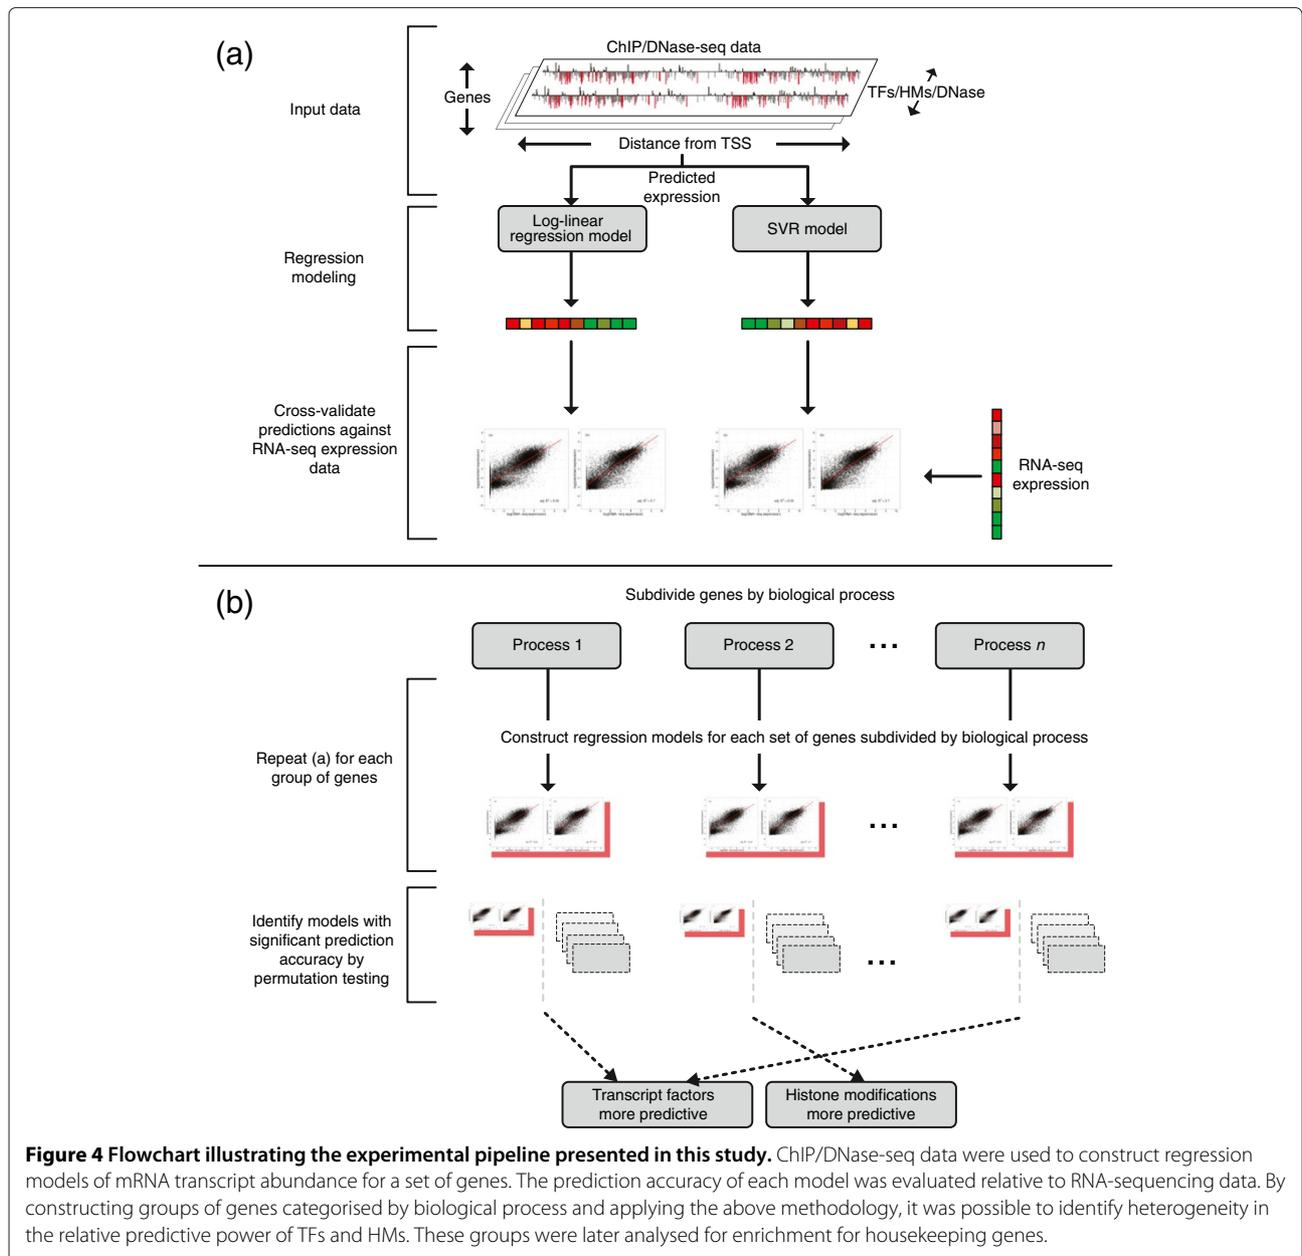 (a)
ChIP/DNase-seq data
Genes
TFs/HMs/DNase
Input data
Distance from TSS
Predicted
expression
Log-linear
regression model
SVR model
Regression
modeling
Cross-validate
predictions against
RNA-seq expression
data
RNA-seq
expression
(b)
Subdivide genes by biological process
Process 1
Process 2
...
Process n
Construct regression models for each set of genes subdivided by biological process
Repeat (a) for each
group of genes
...
Identify models with
significant prediction
accuracy by
permutation testing
...
Transcript factors
more predictive
Histone modifications
more predictive
Figure 4 Flowchart illustrating the experimental pipeline presented in this study. ChIP/DNase-seq data were used to construct regression
models of mRNA transcript abundance for a set of genes. The prediction accuracy of each model was evaluated relative to RNA-sequencing data. By
constructing groups of genes categorised by biological process and applying the above methodology, it was possible to identify heterogeneity in
the relative predictive power of TFs and HMs. These groups were later analysed for enrichment for housekeeping genes.